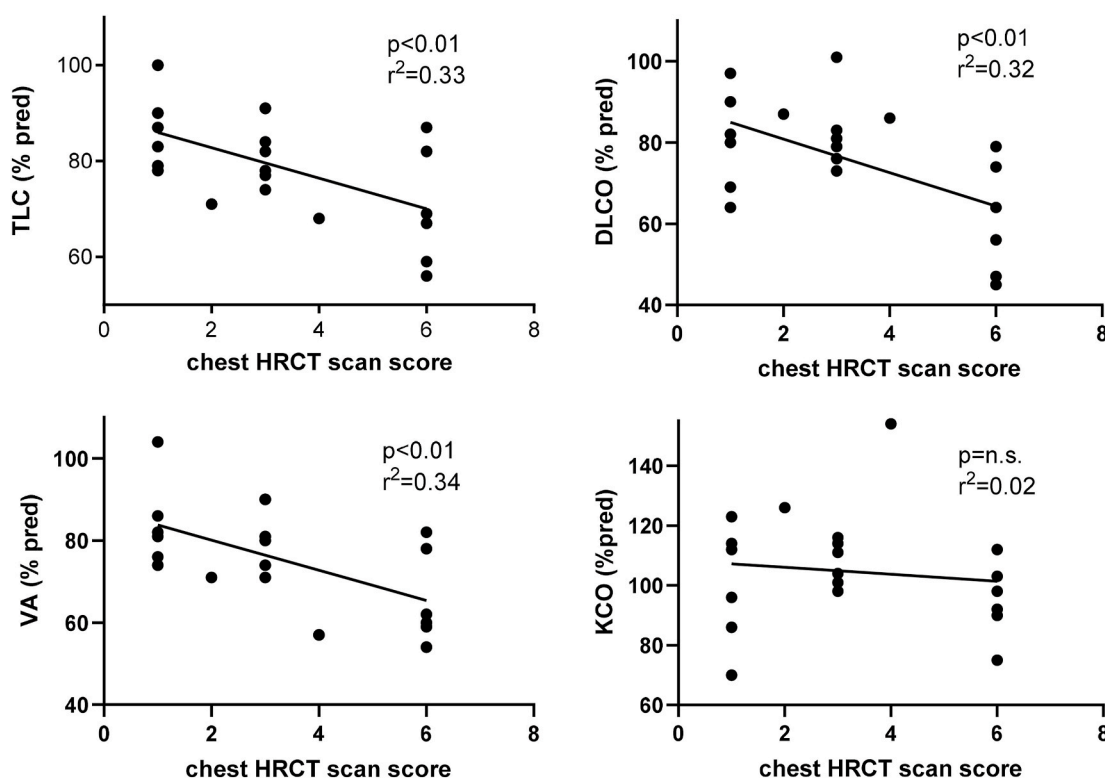 p<0.01
r²=0.33
TLC (% pred)
100
80
60
0 2 4 6 8
chest HRCT scan score
p<0.01
r²=0.32
DLCO (% pred)
100
80
60
40
0 2 4 6 8
chest HRCT scan score
p<0.01
r²=0.34
VA (% pred)
100
80
60
40
0 2 4 6 8
chest HRCT scan score
p=n.s.
r²=0.02
KCO (%pred)
140
120
100
80
60
0 2 4 6 8
chest HRCT scan score